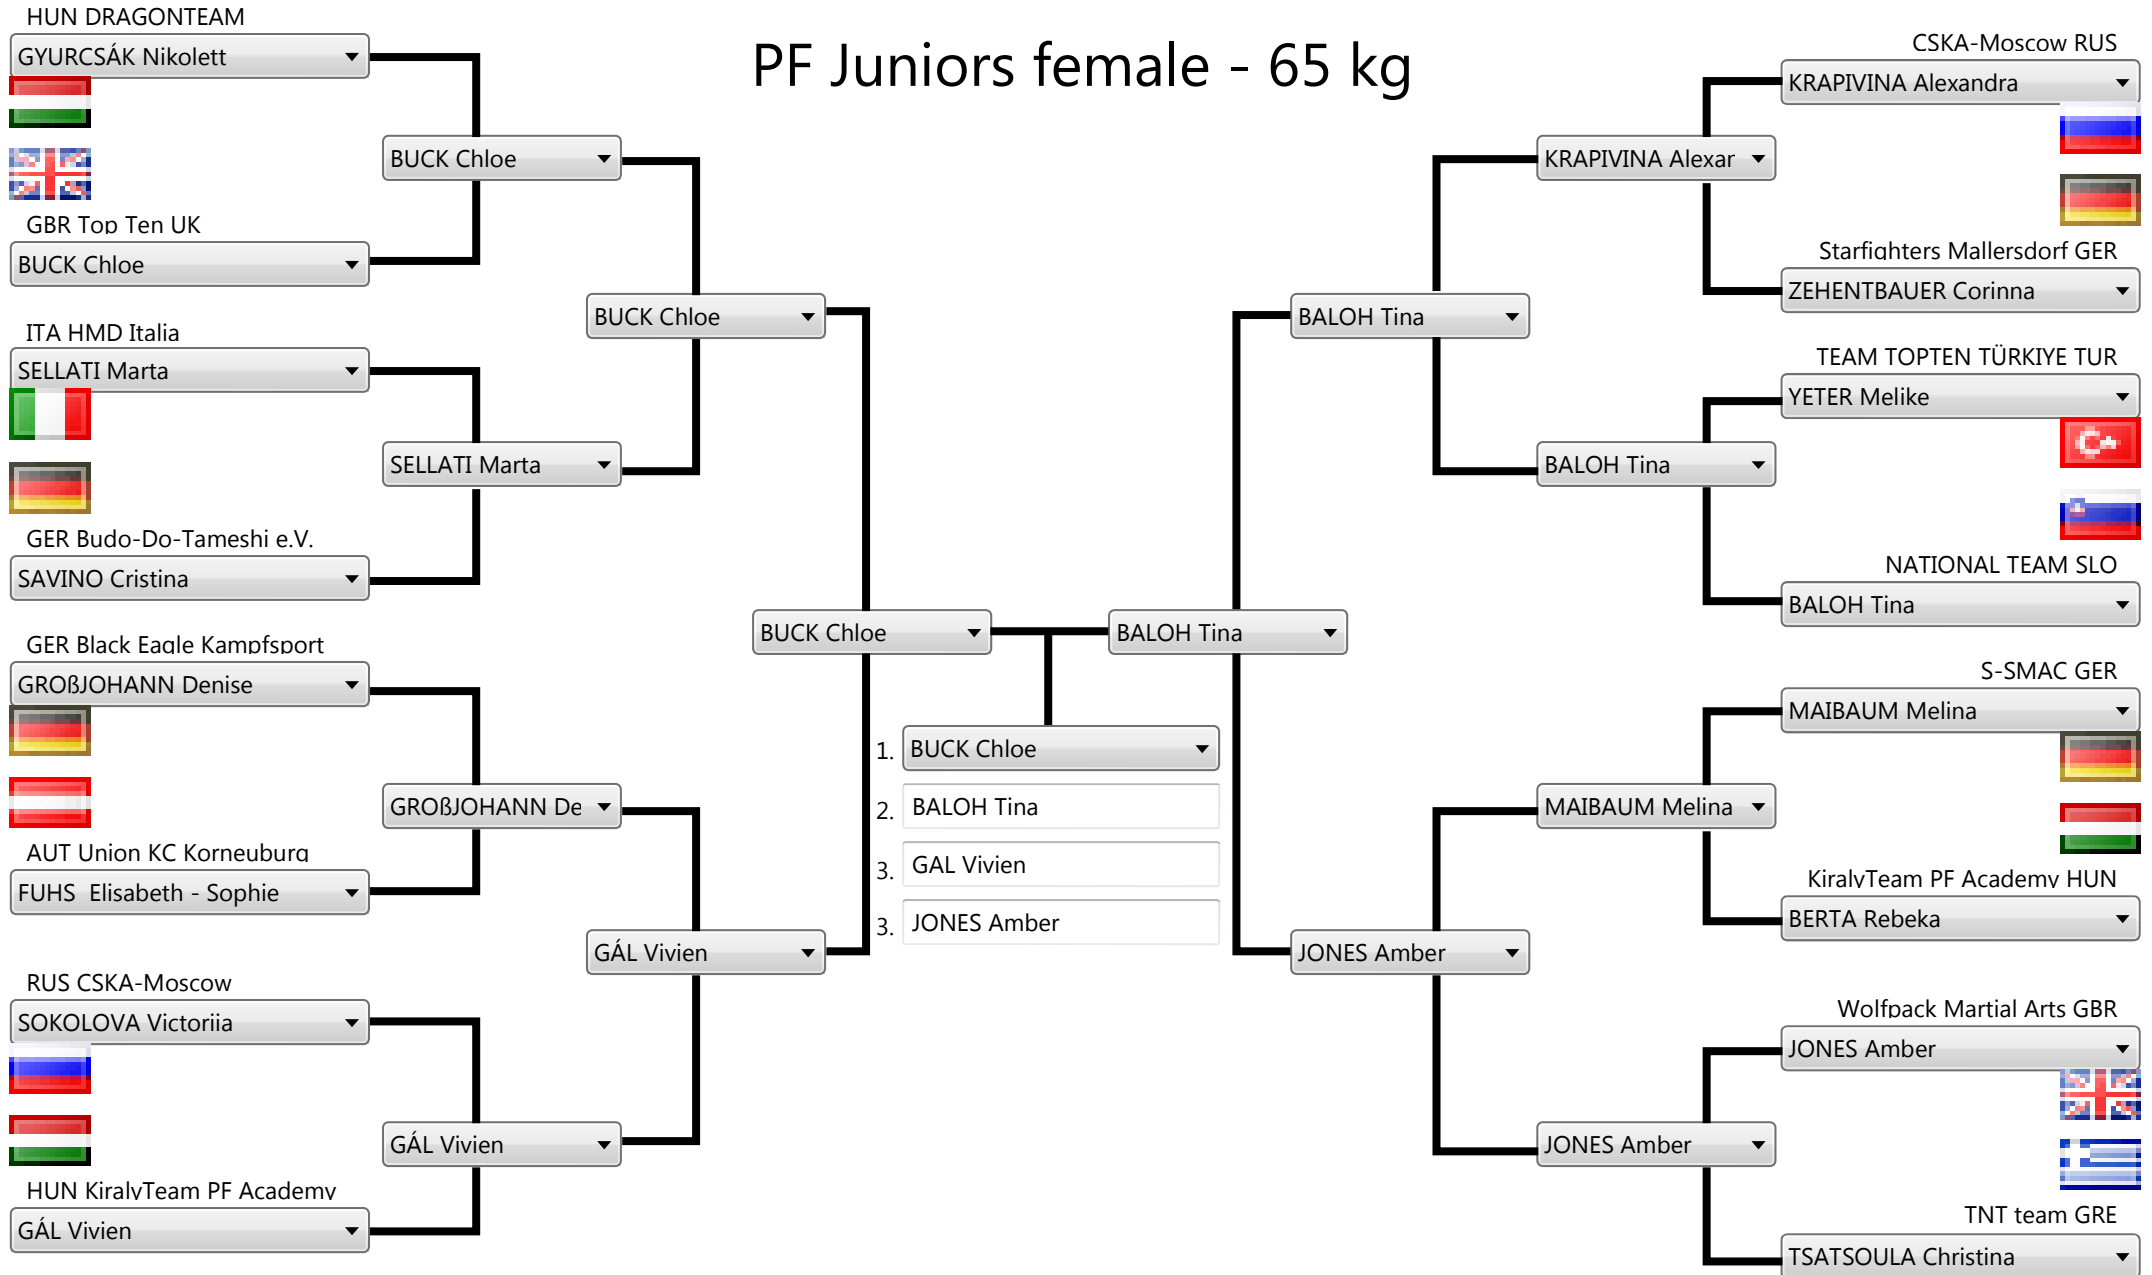 PF Juniors female - 65 kg
HUN DRAGONTEAM
GYURCSÁK Nikolett
BUCK Chloe
GBR Top Ten UK
BUCK Chloe
BUCK Chloe
ITA HMD Italia
SELLATI Marta
SELLATI Marta
GER Budo-Do-Tameshi e.V.
SAVINO Cristina
BUCK Chloe
GER Black Eagle Kampfsport
GROßJOHANN Denise
GROßJOHANN De
AUT Union KC Korneuburg
FUHS Elisabeth - Sophie
GÁL Vivien
RUS CSKA-Moscow
SOKOLOVA Victoriia
GÁL Vivien
HUN KiralyTeam PF Academy
GÁL Vivien
1. BUCK Chloe
2. BALOH Tina
3. GAL Vivien
3. JONES Amber
CSKA-Moscow RUS
KRAPIVINA Alexandra
KRAPIVINA Alexar
Starfighters Mallersdorf GER
ZEHENTBAUER Corinna
BALOH Tina
TEAM TOPTEN TÜRKIYE TUR
YETER Melike
BALOH Tina
NATIONAL TEAM SLO
BALOH Tina
BALOH Tina
S-SMAC GER
MAIBAUM Melina
MAIBAUM Melina
KiralyTeam PF Academy HUN
BERTA Rebeka
JONES Amber
Wolfpack Martial Arts GBR
JONES Amber
JONES Amber
TNT team GRE
TSATSOULA Christina